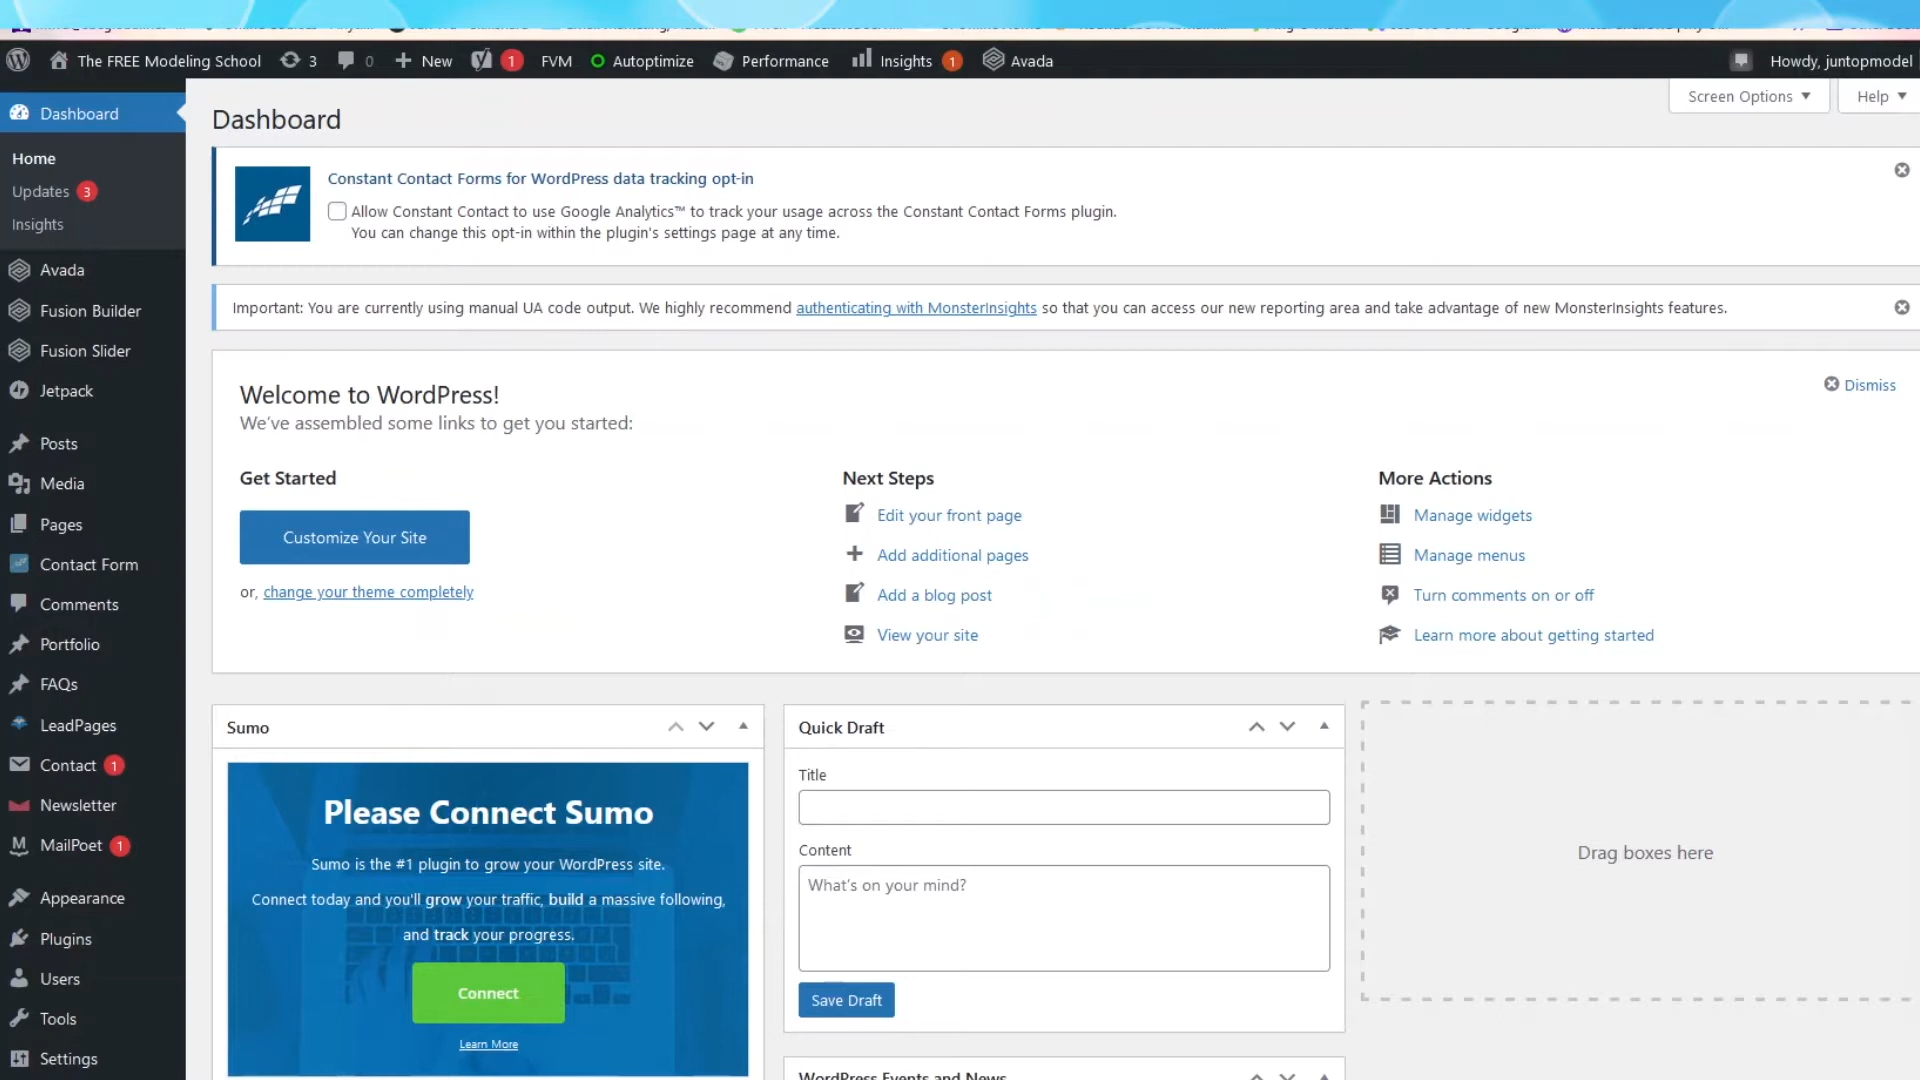 The FREE Modeling School 3 0 New 1 FVM Autoptimize Performance Insights 1 Avada Howdy, juntopmodel
Screen Options Help
Dashboard
Home
Updates 3
Insights
Avada
Fusion Builder
Fusion Slider
Jetpack
Posts
Media
Pages
Contact Form
Comments
Portfolio
FAQs
LeadPages
Contact 1
Newsletter
MailPoet 1
Appearance
Plugins
Users
Tools
Settings
Dashboard
Constant Contact Forms for WordPress data tracking opt-in
Allow Constant Contact to use Google Analytics™ to track your usage across the Constant Contact Forms plugin.
You can change this opt-in within the plugin's settings page at any time.
Important: You are currently using manual UA code output. We highly recommend authenticating with MonsterInsights so that you can access our new reporting area and take advantage of new MonsterInsights features.
Welcome to WordPress!
Dismiss
We've assembled some links to get you started:
Get Started
Customize Your Site
or, change your theme completely
Next Steps
Edit your front page
Add additional pages
Add a blog post
View your site
More Actions
Manage widgets
Manage menus
Turn comments on or off
Learn more about getting started
Sumo
Please Connect Sumo
Sumo is the #1 plugin to grow your WordPress site.
Connect today and you'll grow your traffic, build a massive following,
and track your progress.
Connect
Learn More
Quick Draft
Title
Content
What's on your mind?
Save Draft
WordPress Events and News
Drag boxes here